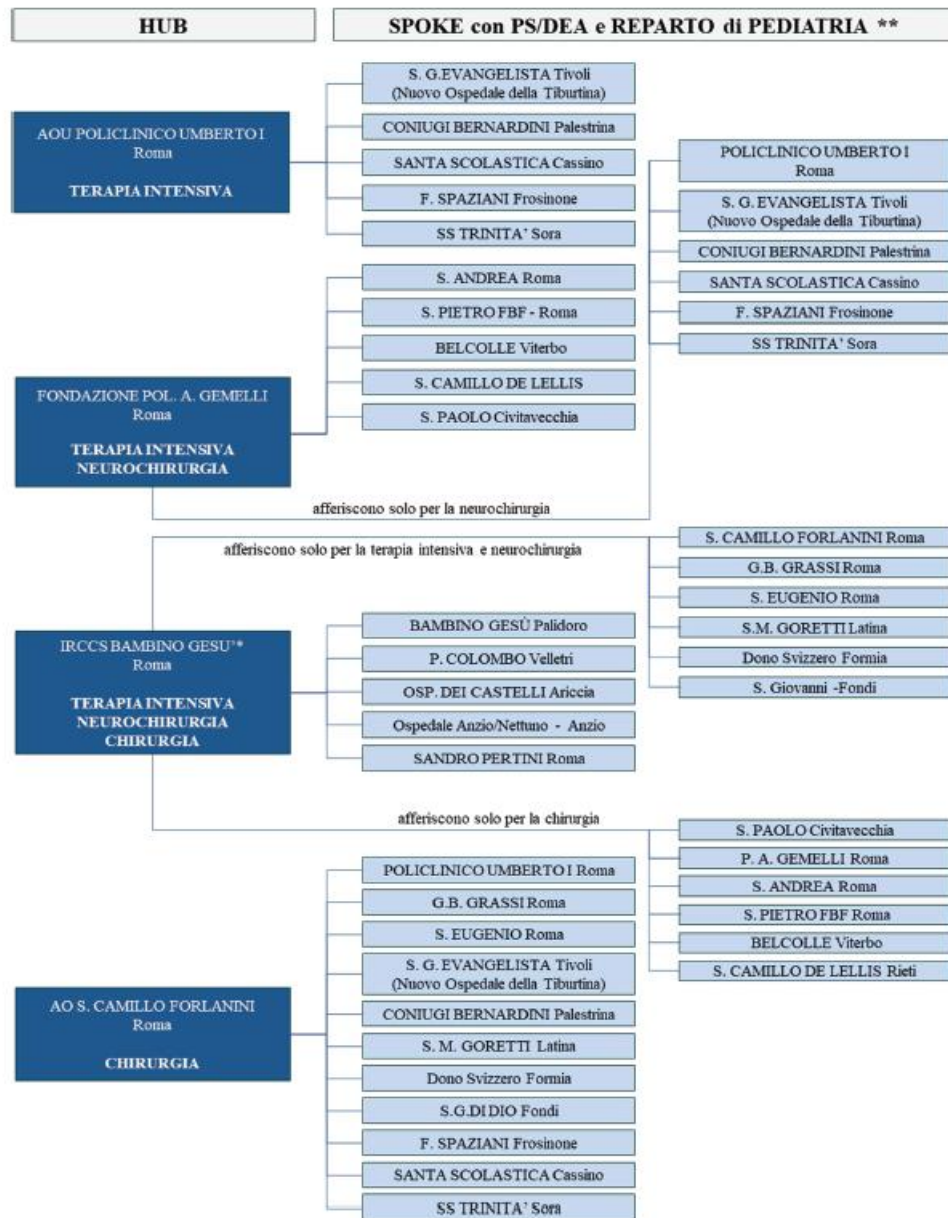 HUB
SPOKE con PS/DEA e REPARTO di PEDIATRIA **
AOU POLICLINICO UMBERTO I
Roma
TERAPIA INTENSIVA
S. G.EVANGELISTA Tivoli
(Nuovo Ospedale della Tiburtina)
CONIUGI BERNARDINI Palestrina
SANTA SCOLASTICA Cassino
F. SPAZIANI Frosinone
SS TRINITA' Sora
FONDAZIONE POL. A. GEMELLI
Roma
TERAPIA INTENSIVA
NEUROCHIRURGIA
S. ANDREA Roma
S. PIETRO FBF - Roma
BELCOLLE Viterbo
S. CAMILLO DE LELLIS
S. PAOLO Civitavecchia
afferiscono solo per la neurochirurgia
POLICLINICO UMBERTO I
Roma
S. G. EVANGELISTA Tivoli
(Nuovo Ospedale della Tiburtina)
CONIUGI BERNARDINI Palestrina
SANTA SCOLASTICA Cassino
F. SPAZIANI Frosinone
SS TRINITA' Sora
afferiscono solo per la terapia intensiva e neurochirurgia
S. CAMILLO FORLANINI Roma
G.B. GRASSI Roma
S. EUGENIO Roma
S.M. GORETTI Latina
Dono Svizzero Formia
S. Giovanni -Fondi
IRCCS BAMBINO GESU'*
Roma
TERAPIA INTENSIVA
NEUROCHIRURGIA
CHIRURGIA
BAMBINO GESÙ Palidoro
P. COLOMBO Velletri
OSP. DEI CASTELLI Ariccia
Ospedale Anzio/Nettuno - Anzio
SANDRO PERTINI Roma
afferiscono solo per la chirurgia
S. PAOLO Civitavecchia
P. A. GEMELLI Roma
S. ANDREA Roma
S. PIETRO FBF Roma
BELCOLLE Viterbo
S. CAMILLO DE LELLIS Rieti
AO S. CAMILLO FORLANINI
Roma
CHIRURGIA
POLICLINICO UMBERTO I Roma
G.B. GRASSI Roma
S. EUGENIO Roma
S. G. EVANGELISTA Tivoli
(Nuovo Ospedale della Tiburtina)
CONIUGI BERNARDINI Palestrina
S. M. GORETTI Latina
Dono Svizzero Formia
S.G.DI DIO Fondi
F. SPAZIANI Frosinone
SANTA SCOLASTICA Cassino
SS TRINITA' Sora